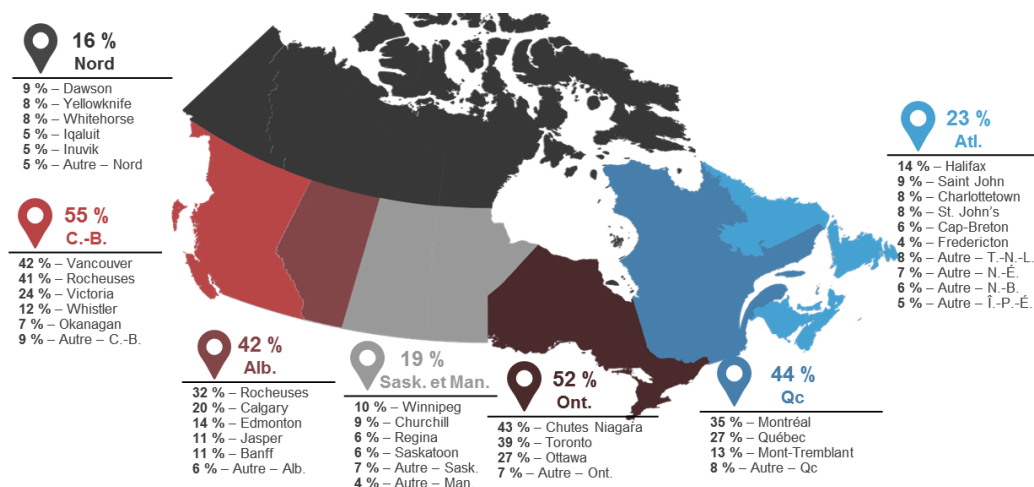 16 %
Nord
9 % – Dawson
8 % – Yellowknife
8 % – Whitehorse
5 % – Iqaluit
5 % – Inuvik
5 % – Autre – Nord
55 %
C.-B.
42 % – Vancouver
41 % – Rocheuses
24 % – Victoria
12 % – Whistler
7 % – Okanagan
9 % – Autre – C.-B.
42 %
Alb.
32 % – Rocheuses
20 % – Calgary
14 % – Edmonton
11 % – Jasper
11 % – Banff
6 % – Autre – Alb.
19 %
Sask. et Man.
10 % – Winnipeg
9 % – Churchill
6 % – Regina
6 % – Saskatoon
7 % – Autre – Sask.
4 % – Autre – Man.
52 %
Ont.
43 % – Chutes Niagara
39 % – Toronto
27 % – Ottawa
7 % – Autre – Ont.
44 %
Qc
35 % – Montréal
27 % – Québec
13 % – Mont-Tremblant
8 % – Autre – Qc
23 %
Atl.
14 % – Halifax
9 % – Saint John
8 % – Charlottetown
8 % – St. John's
6 % – Cap-Breton
4 % – Fredericton
8 % – Autre – T.-N.-L.
7 % – Autre – N.-É.
6 % – Autre – N.-B.
5 % – Autre – Î.-P.-É.